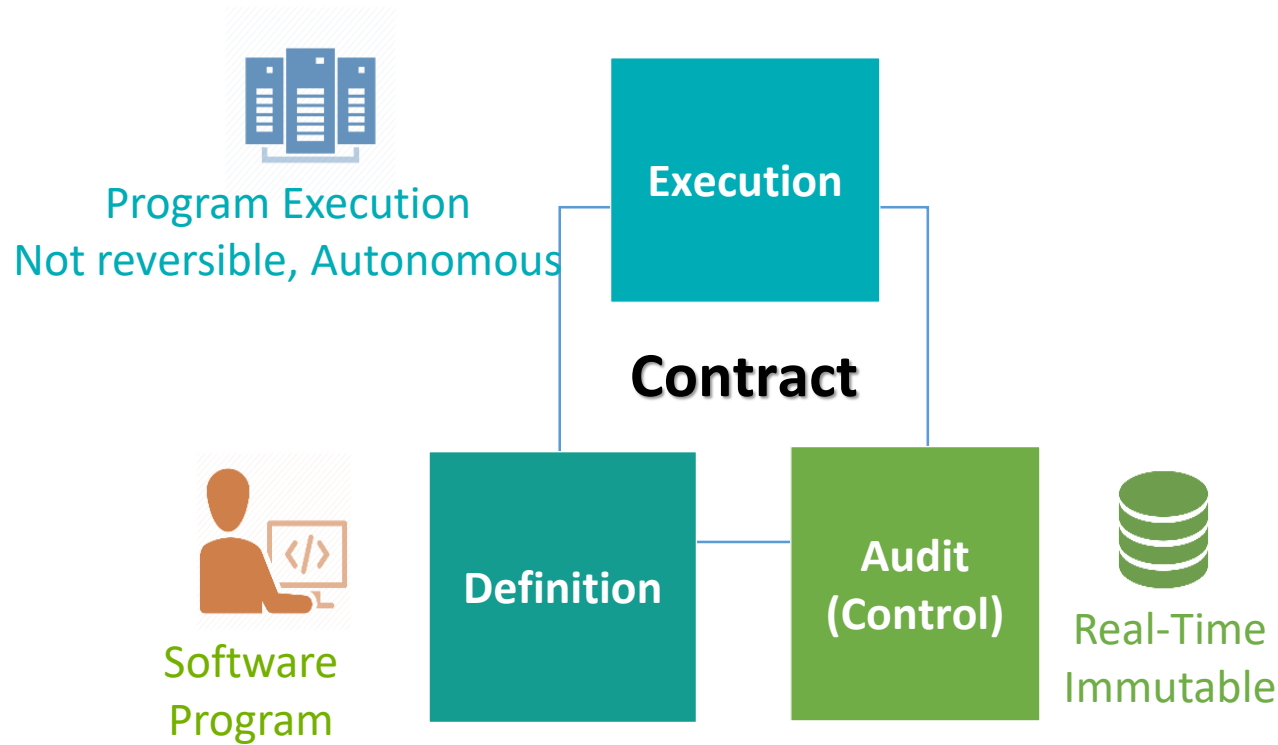 Execution
Program Execution
Not reversible, Autonomous
Contract
</>
Definition
Audit
(Control)
Software
Program
Real-Time
Immutable